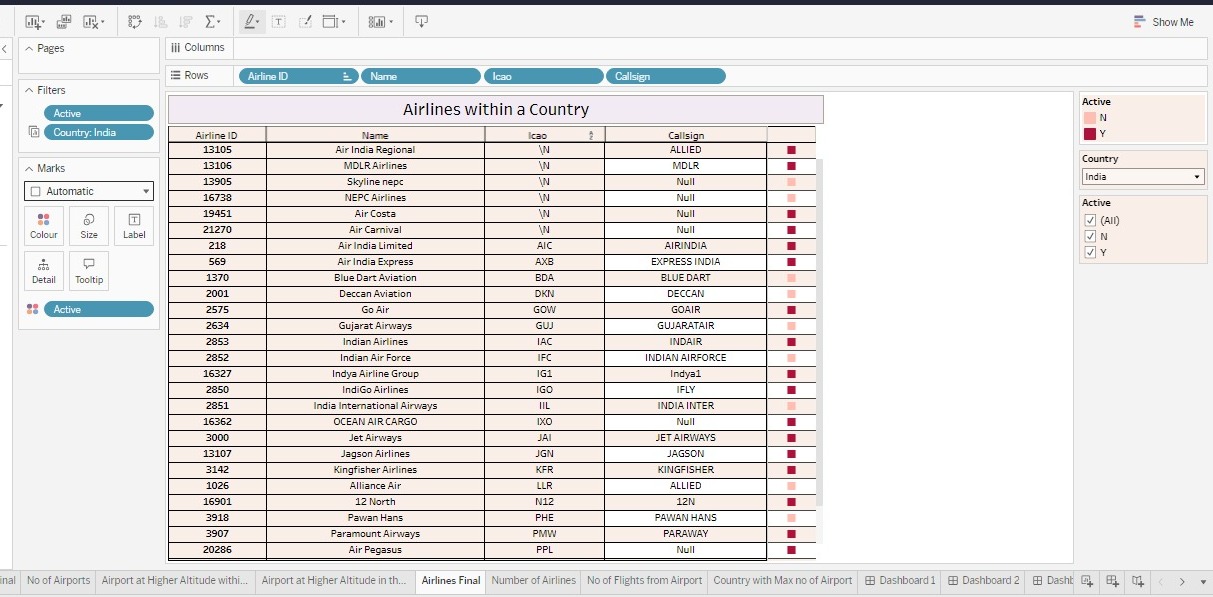 Show Me
Pages
Columns
Rows Airline ID Name Icao Callsign
Filters
Active
Country: India
Marks
Automatic
Colour Size Label
Detail Tooltip
Active
Airlines within a Country
Airline ID Name Icao Callsign
13105 Air India Regional \N ALLIED
13106 MDLR Airlines \N MDLR
13905 Skyline nepc \N Null
16738 NEPC Airlines \N Null
19451 Air Costa \N Null
21270 Air Carnival \N Null
218 Air India Limited AIC AIRINDIA
569 Air India Express AXB EXPRESS INDIA
1370 Blue Dart Aviation BDA BLUE DART
2001 Deccan Aviation DKN DECCAN
2575 Go Air GOW GOAIR
2634 Gujarat Airways GUJ GUJARATAIR
2853 Indian Airlines IAC INDAIR
2852 Indian Air Force IFC INDIAN AIRFORCE
16327 Indya Airline Group IG1 Indya1
2850 IndiGo Airlines IGO IFLY
2851 India International Airways IIL INDIA INTER
16362 OCEAN AIR CARGO IXO Null
3000 Jet Airways JAI JET AIRWAYS
13107 Jagson Airlines JGN JAGSON
3142 Kingfisher Airlines KFR KINGFISHER
1026 Alliance Air LLR ALLIED
16901 12 North N12 12N
3918 Pawan Hans PHE PAWAN HANS
3907 Paramount Airways PMW PARAWAY
20286 Air Pegasus PPL Null
Active
N
Y
Country
India
Active
(All)
N
Y
inal No of Airports Airport at Higher Altitude withi... Airport at Higher Altitude in th... Airlines Final Number of Airlines No of Flights from Airport Country with Max no of Airport Dashboard 1 Dashboard 2 Dashb